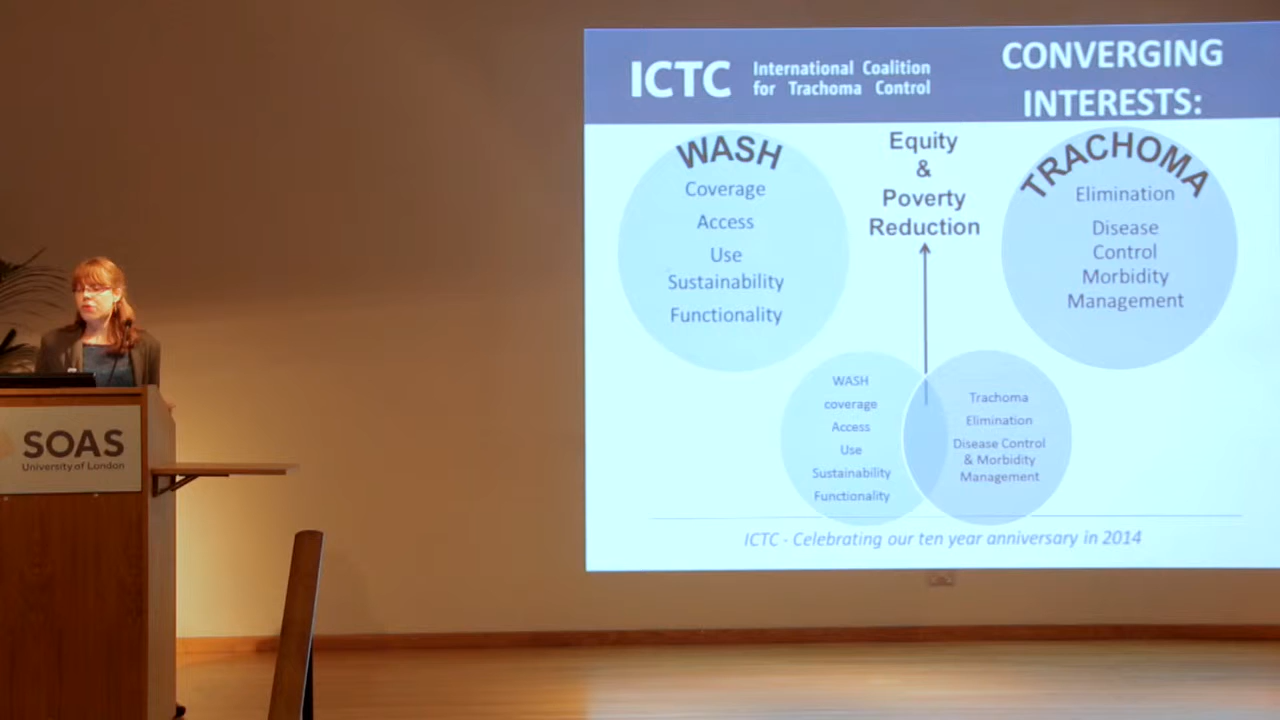 ICTC
International Coalition
for Trachoma Control
CONVERGING
INTERESTS:
WASH
Coverage
Access
Use
Sustainability
Functionality
Equity
&
Poverty
Reduction
TRACHOMA
Elimination
Disease
Control
Morbidity
Management
WASH
coverage
Access
Use
Sustainability
Functionality
Trachoma
Elimination
Disease Control
& Morbidity
Management
ICTC - Celebrating our ten year anniversary in 2014
SOAS
University of London